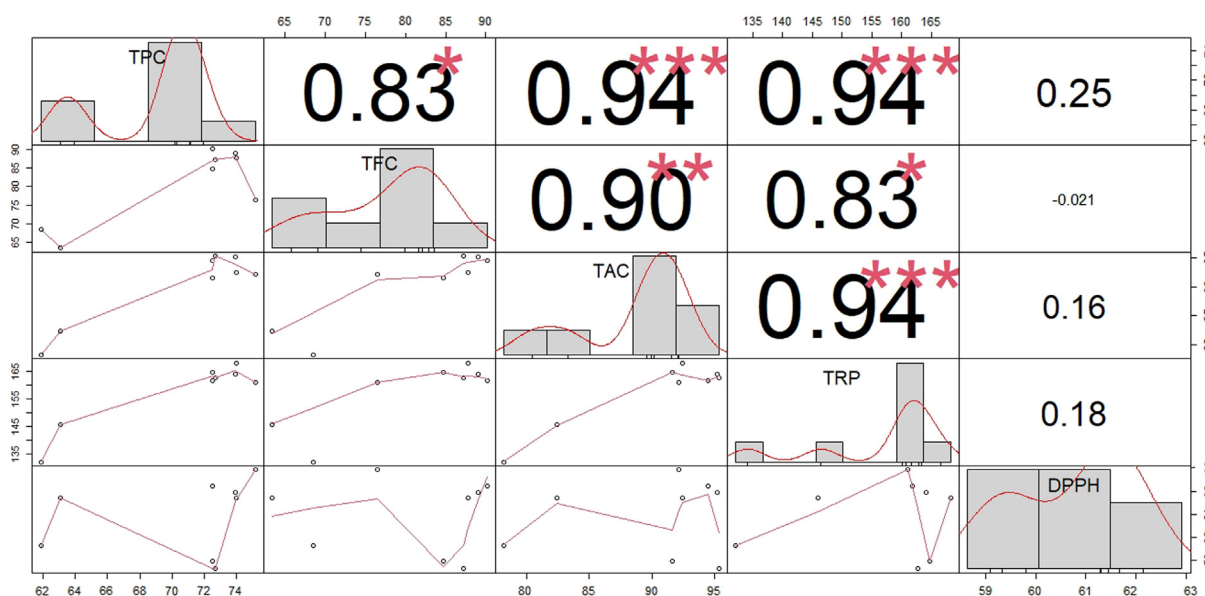 65 70 75 80 85 90 135 140 145 150 155 160 165
TPC 0.83* 0.94*** 0.94*** 0.25
90 85 80 75 70 65 TFC 0.90** 0.83* -0.021
TAC 0.94*** 0.16
165 155 145 135 TRP 0.18
DPPH
62 64 66 68 70 72 74 80 85 90 95 59 60 61 62 63